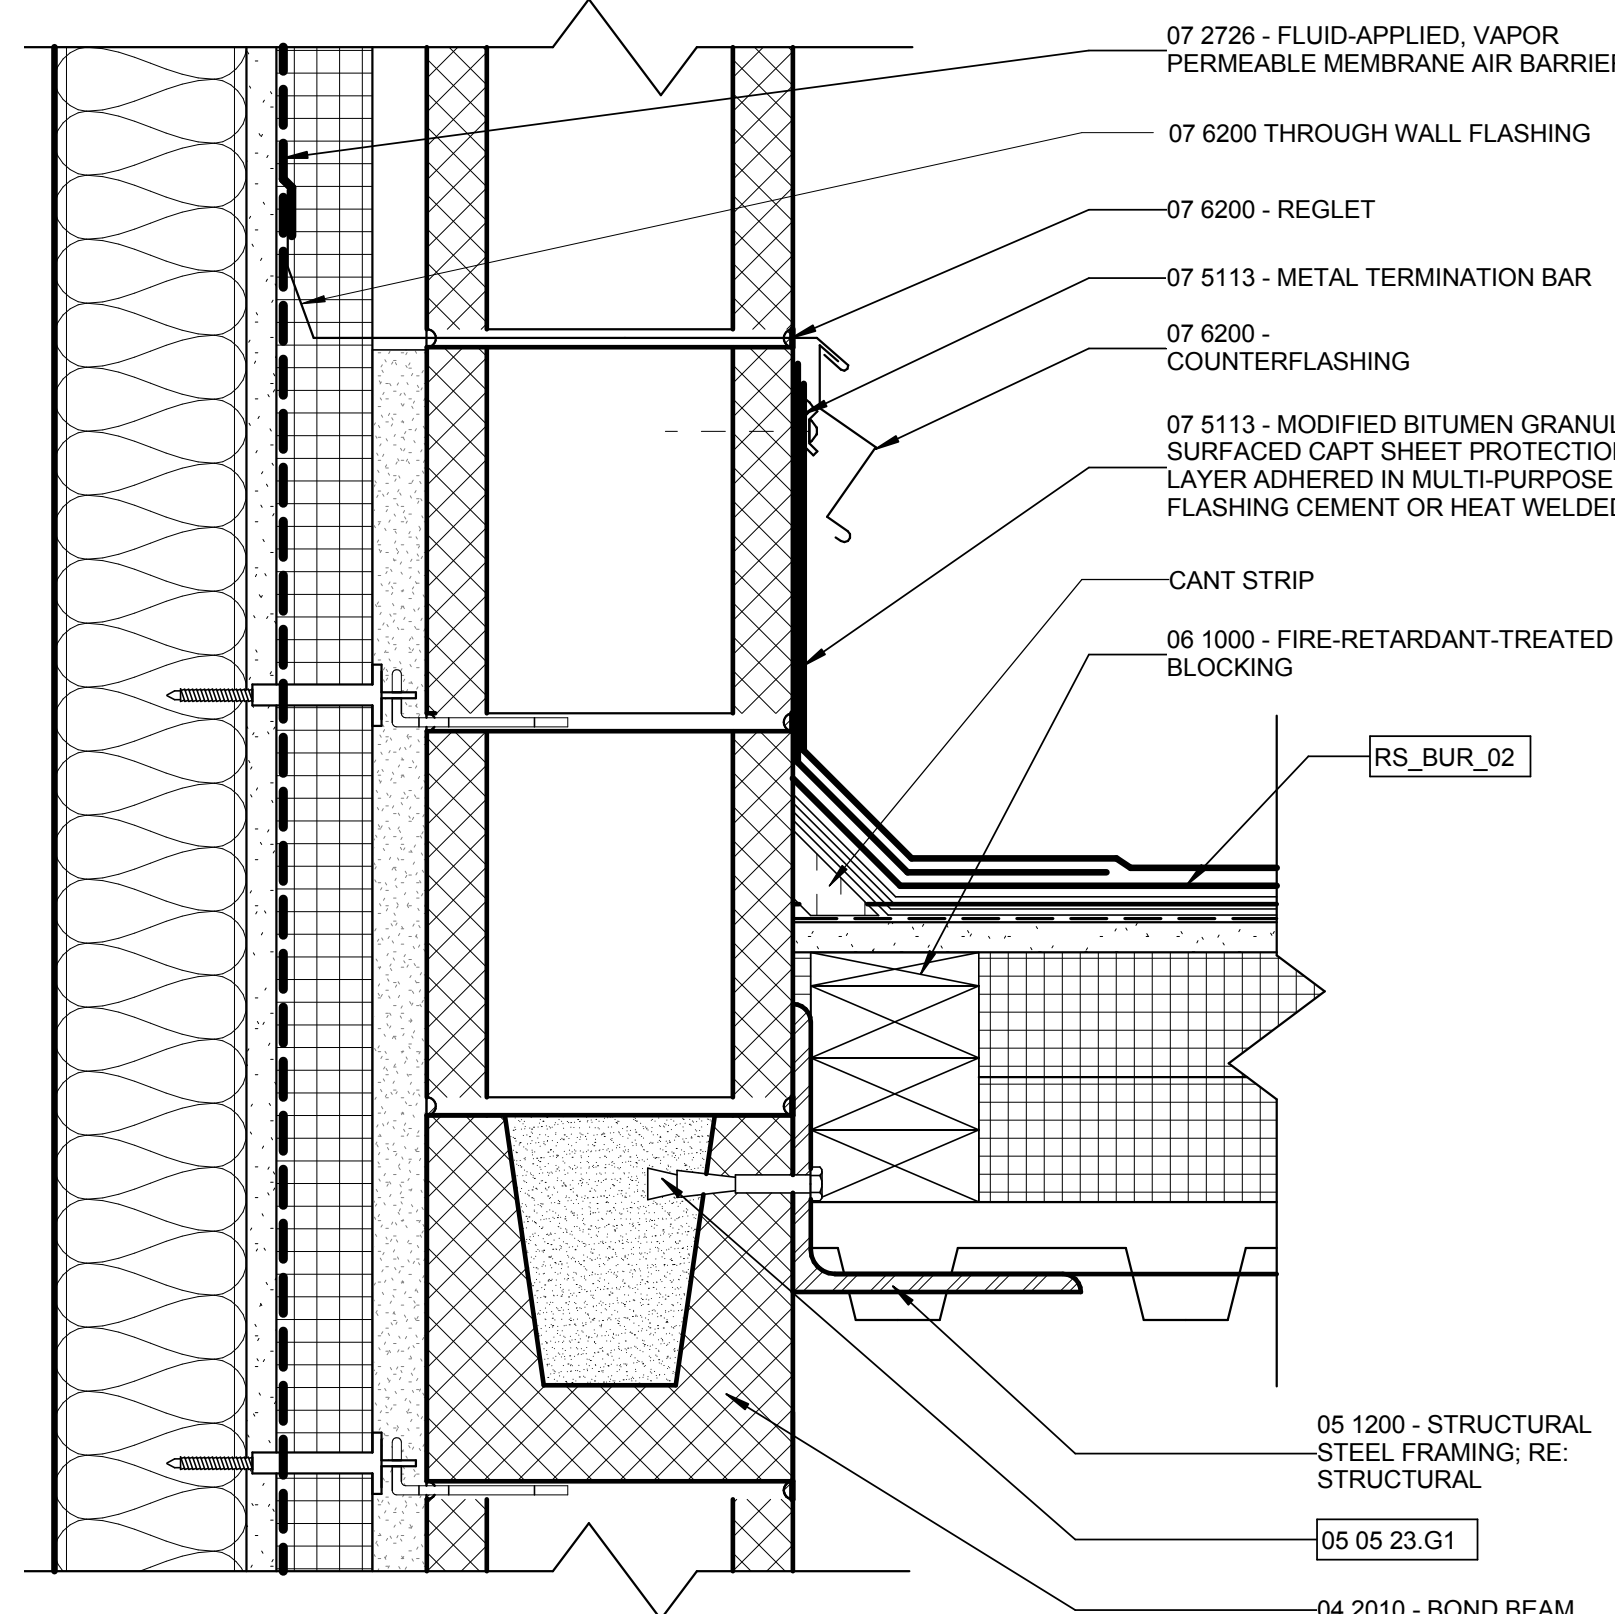 07 2726 - FLUID-APPLIED, VAPOR
PERMEABLE MEMBRANE AIR BARRIER
07 6200 THROUGH WALL FLASHING
07 6200 - REGLET
07 5113 - METAL TERMINATION BAR
07 6200 -
COUNTERFLASHING
07 5113 - MODIFIED BITUMEN GRANUL
SURFACED CAPT SHEET PROTECTION
LAYER ADHERED IN MULTI-PURPOSE
FLASHING CEMENT OR HEAT WELDED
CANT STRIP
06 1000 - FIRE-RETARDANT-TREATED
BLOCKING
RS_BUR_02
05 1200 - STRUCTURAL
STEEL FRAMING; RE:
STRUCTURAL
05 05 23.G1
04 2010 - BOND BEAM